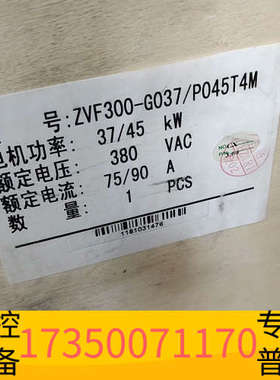 号:ZVF300-G037/P045T4M
电机功率: 37/45 kW
额定电压: 380 VAC
额定电流: 75/90 A
数 量: 1 PCS
1181031476
控 专
备 17350071170 普